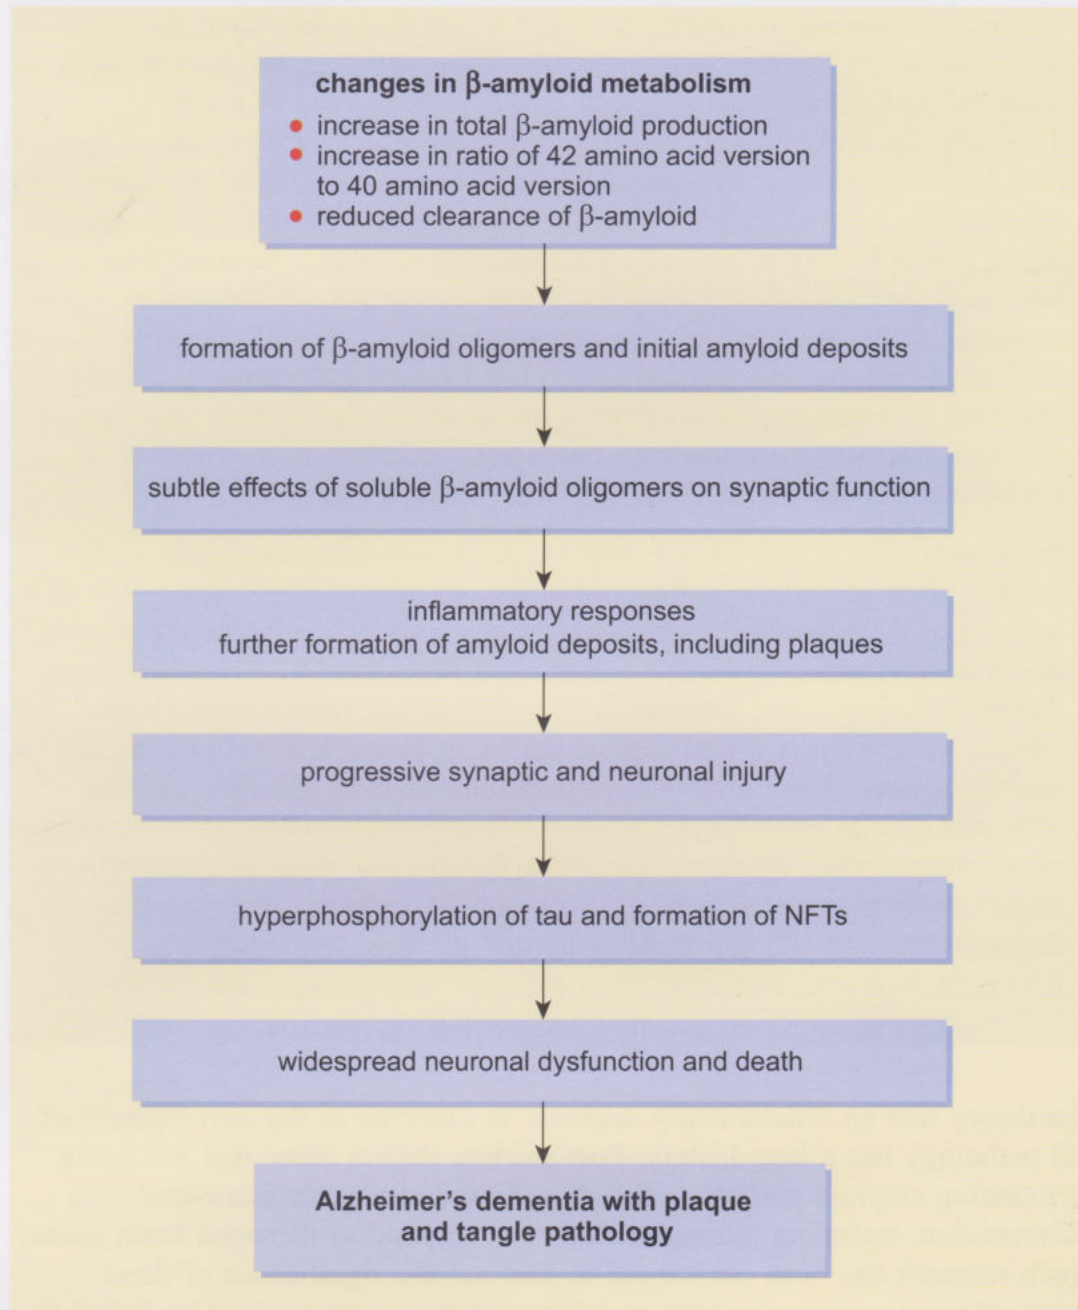 changes in β-amyloid metabolism
• increase in total β-amyloid production
• increase in ratio of 42 amino acid version
to 40 amino acid version
• reduced clearance of β-amyloid
formation of β-amyloid oligomers and initial amyloid deposits
subtle effects of soluble β-amyloid oligomers on synaptic function
inflammatory responses
further formation of amyloid deposits, including plaques
progressive synaptic and neuronal injury
hyperphosphorylation of tau and formation of NFTs
widespread neuronal dysfunction and death
Alzheimer's dementia with plaque
and tangle pathology